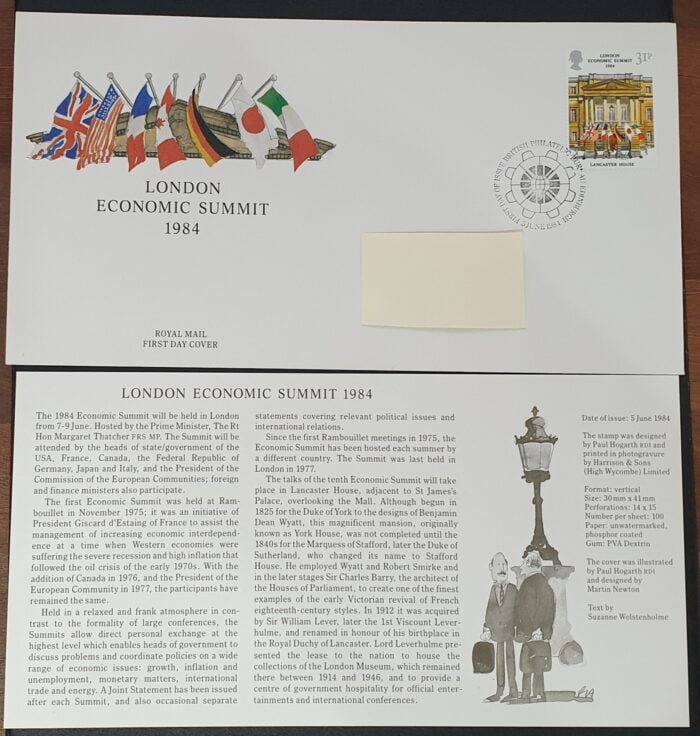 LONDON
ECONOMIC SUMMIT
1984
31P
LANCASTER HOUSE
FIRST DAY OF ISSUE BRITISH PHILATELIC BUREAU EDINBURGH
5 JUNE 1984
LONDON
ECONOMIC SUMMIT
1984
ROYAL MAIL
FIRST DAY COVER
LONDON ECONOMIC SUMMIT 1984
The 1984 Economic Summit will be held in London
from 7-9 June. Hosted by the Prime Minister, The Rt
Hon Margaret Thatcher FRS MP. The Summit will be
attended by the heads of state/government of the
USA, France, Canada, the Federal Republic of
Germany, Japan and Italy, and the President of the
Commission of the European Communities; foreign
and finance ministers also participate.
The first Economic Summit was held at Ram-
bouillet in November 1975; it was an initiative of
President Giscard d'Estaing of France to assist the
management of increasing economic interdepend-
ence at a time when Western economies were
suffering the severe recession and high inflation that
followed the oil crisis of the early 1970s. With the
addition of Canada in 1976, and the President of the
European Community in 1977, the participants have
remained the same.
Held in a relaxed and frank atmosphere in con-
trast to the formality of large conferences, the
Summits allow direct personal exchange at the
highest level which enables heads of government to
discuss problems and coordinate policies on a wide
range of economic issues: growth, inflation and
unemployment, monetary matters, international
trade and energy. A Joint Statement has been issued
after each Summit, and also occasional separate
statements covering relevant political issues and
international relations.
Since the first Rambouillet meetings in 1975, the
Economic Summit has been hosted each summer by
a different country. The Summit was last held in
London in 1977.
The talks of the tenth Economic Summit will take
place in Lancaster House, adjacent to St James's
Palace, overlooking the Mall. Although begun in
1825 for the Duke of York to the designs of Benjamin
Dean Wyatt, this magnificent mansion, originally
known as York House, was not completed until the
1840s for the Marquess of Stafford, later the Duke of
Sutherland, who changed its name to Stafford
House. He employed Wyatt and Robert Smirke and
in the later stages Sir Charles Barry, the architect of
the Houses of Parliament, to create one of the finest
examples of the early Victorian revival of French
eighteenth-century styles. In 1912 it was acquired
by Sir William Lever, later the 1st Viscount Lever-
hulme, and renamed in honour of his birthplace in
the Royal Duchy of Lancaster. Lord Leverhulme pre-
sented the lease to the nation to house the
collections of the London Museum, which remained
there between 1914 and 1946, and to provide a
centre of government hospitality for official enter-
tainments and international conferences.
Date of issue: 5 June 1984
The stamp was designed
by Paul Hogarth RDI and
printed in photogravure
by Harrison & Sons
(High Wycombe) Limited
Format: vertical
Size: 30mm x 41mm
Perforations: 14 x 15
Number per sheet: 100
Paper: unwatermarked,
phosphor coated
Gum: PVA Dextrin
The cover was illustrated
by Paul Hogarth RDI
and designed by
Martin Newton
Text by
Suzanne Wolstenholme